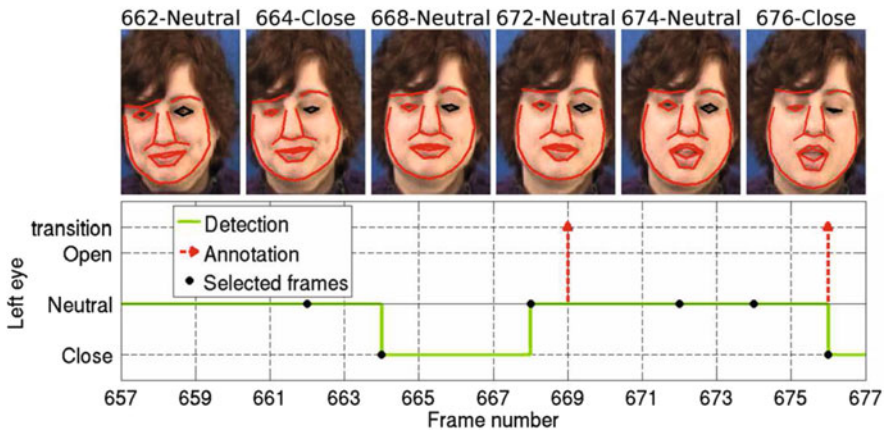 662-Neutral 664-Close 668-Neutral 672-Neutral 674-Neutral 676-Close
transition
Open
Neutral
Close
Left eye
Detection
Annotation
Selected frames
657 659 661 663 665 667 669 671 673 675 677
Frame number